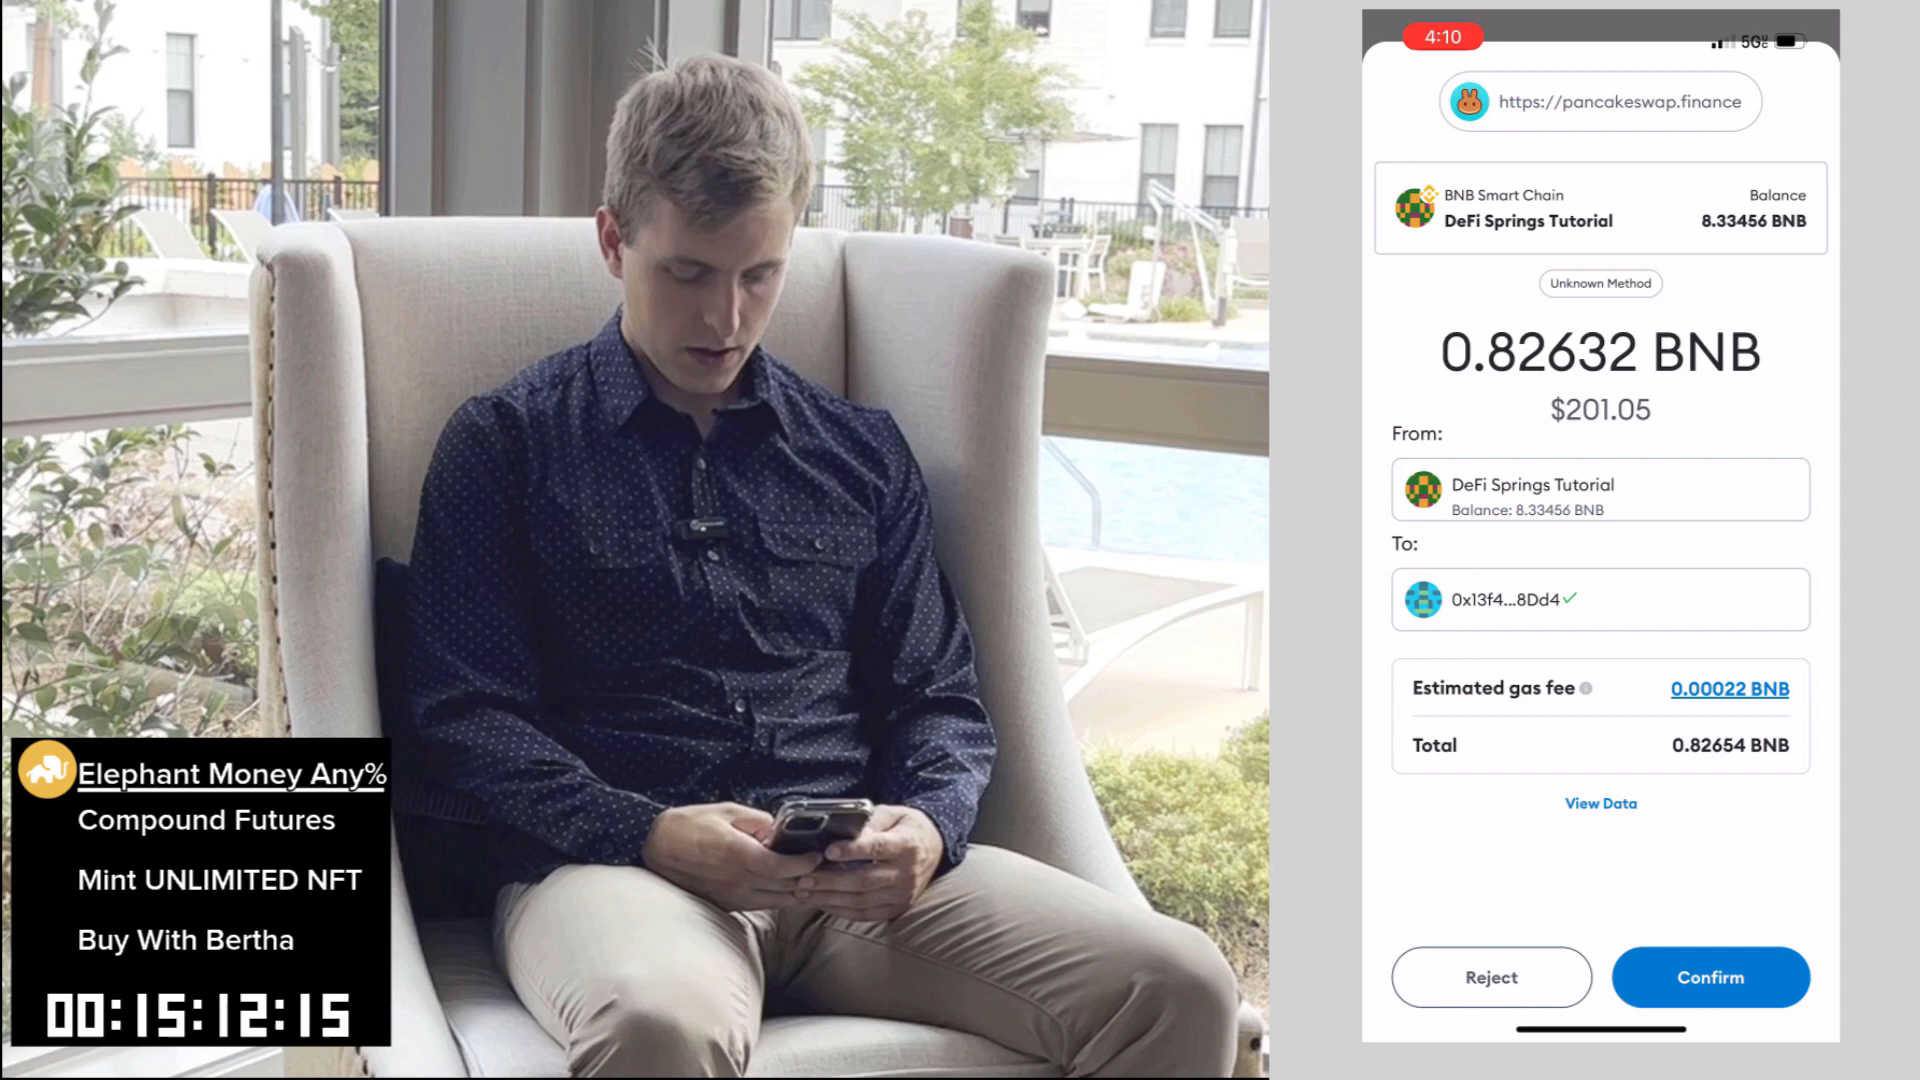 Elephant Money Any%
Compound Futures
Mint UNLIMITED NFT
Buy With Bertha
00:15:12:15
4:10
5G
https://pancakeswap.finance
BNB Smart Chain
Balance
DeFi Springs Tutorial
8.33456 BNB
Unknown Method
0.82632 BNB
$201.05
From:
DeFi Springs Tutorial
Balance: 8.33456 BNB
To:
0x13f4...8Dd4
Estimated gas fee
0.00022 BNB
Total
0.82654 BNB
View Data
Reject
Confirm